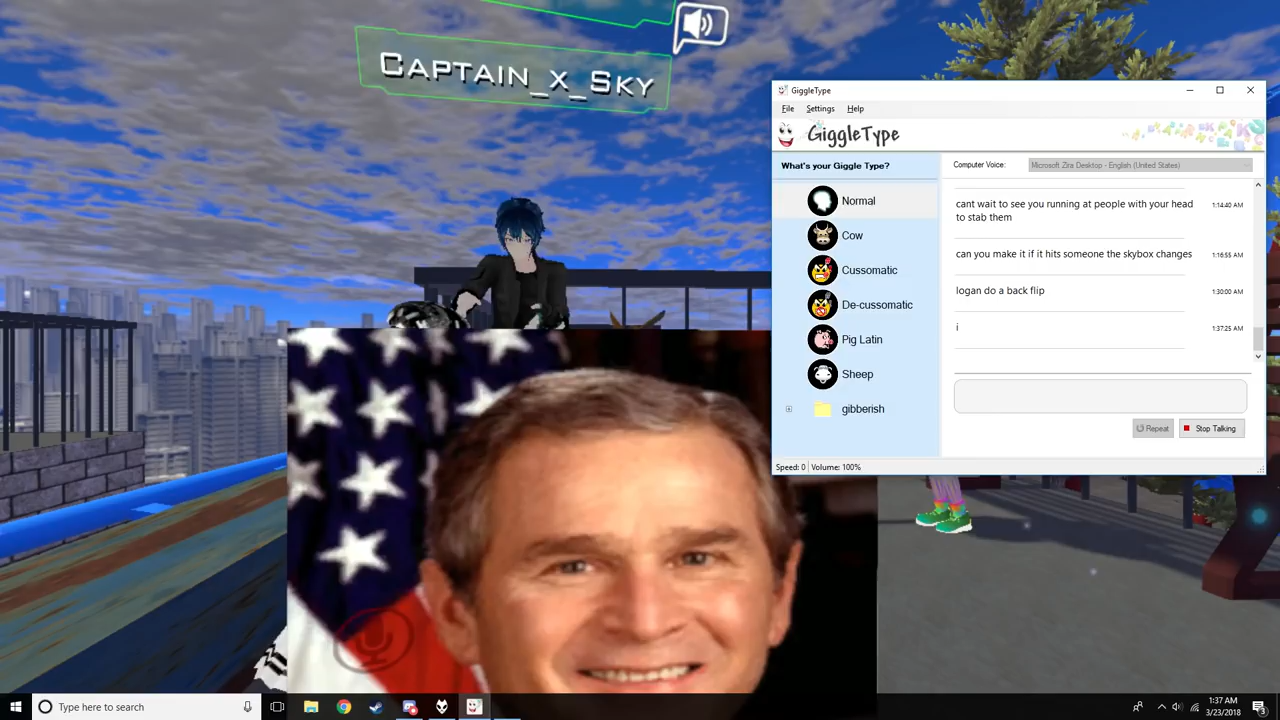 CAPTAIN_X_SKY
GiggleType
File Settings Help
GiggleType
What's your Giggle Type?
Computer Voice: Microsoft Zira Desktop - English (United States)
Normal
Cow
Cussomatic
De-cussomatic
Pig Latin
Sheep
gibberish
cant wait to see you running at people with your head 1:14:40 AM
to stab them
can you make it if it hits someone the skybox changes 1:16:55 AM
logan do a back flip 1:30:00 AM
i 1:37:25 AM
Repeat Stop Talking
Speed: 0 Volume: 100%
Type here to search
1:37 AM
3/23/2018
3